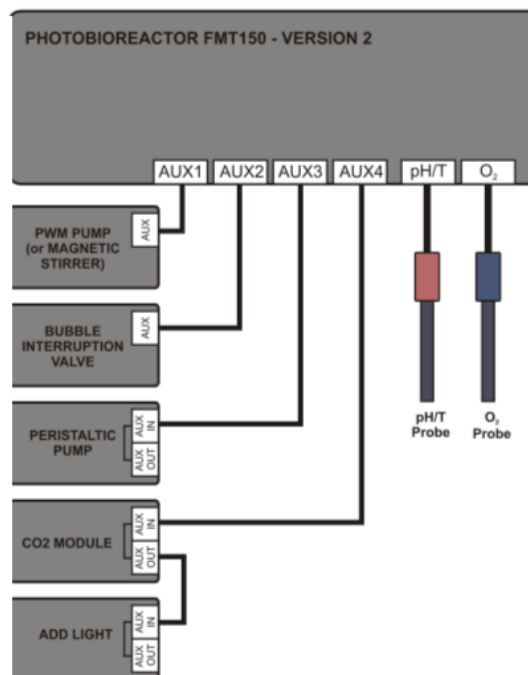 PHOTOBIOREACTOR FMT150 - VERSION 2
AUX1 AUX2 AUX3 AUX4 pH/T O₂
PWM PUMP
(or MAGNETIC
STIRRER)
AUX
BUBBLE
INTERRUPTION
VALVE
AUX
PERISTALTIC
PUMP
AUX
IN
AUX
OUT
pH/T
Probe
O₂
Probe
CO2 MODULE
AUX
IN
AUX
OUT
ADD LIGHT
AUX
IN
AUX
OUT